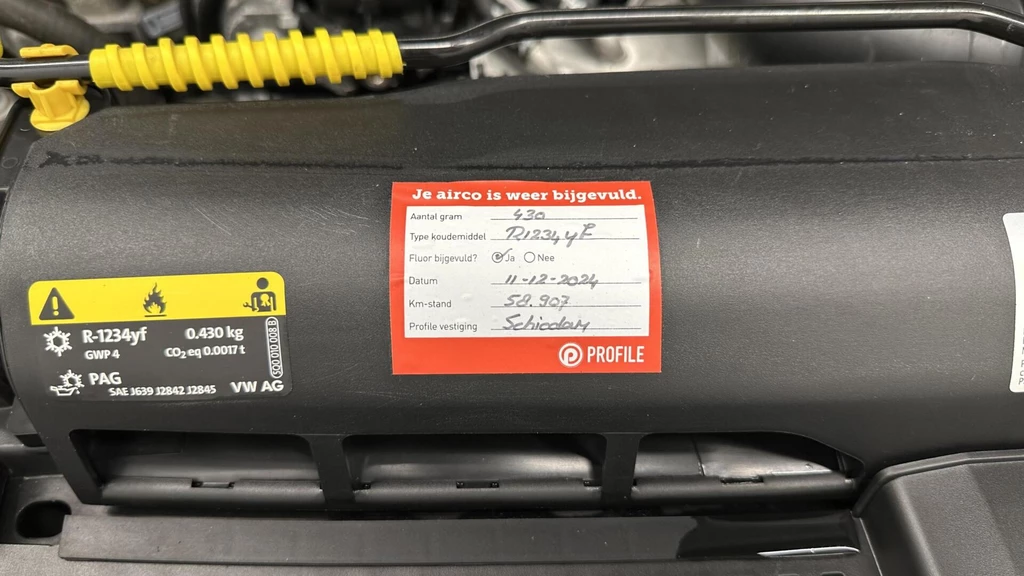 Je airco is weer bijgevuld.
Aantal gram 430
Type koudemiddel R1234yF
Fluor bijgevuld? Ja Nee
Datum 11-12-2024
Km-stand 58.907
Profile vestiging Schiedam
PROFILE
R-1234yf 0.430 kg
GWP 4 CO₂ eq 0.0017 t
PAG
SAE J639 J2842 J2845 VW AG
5Q0 010 008 B